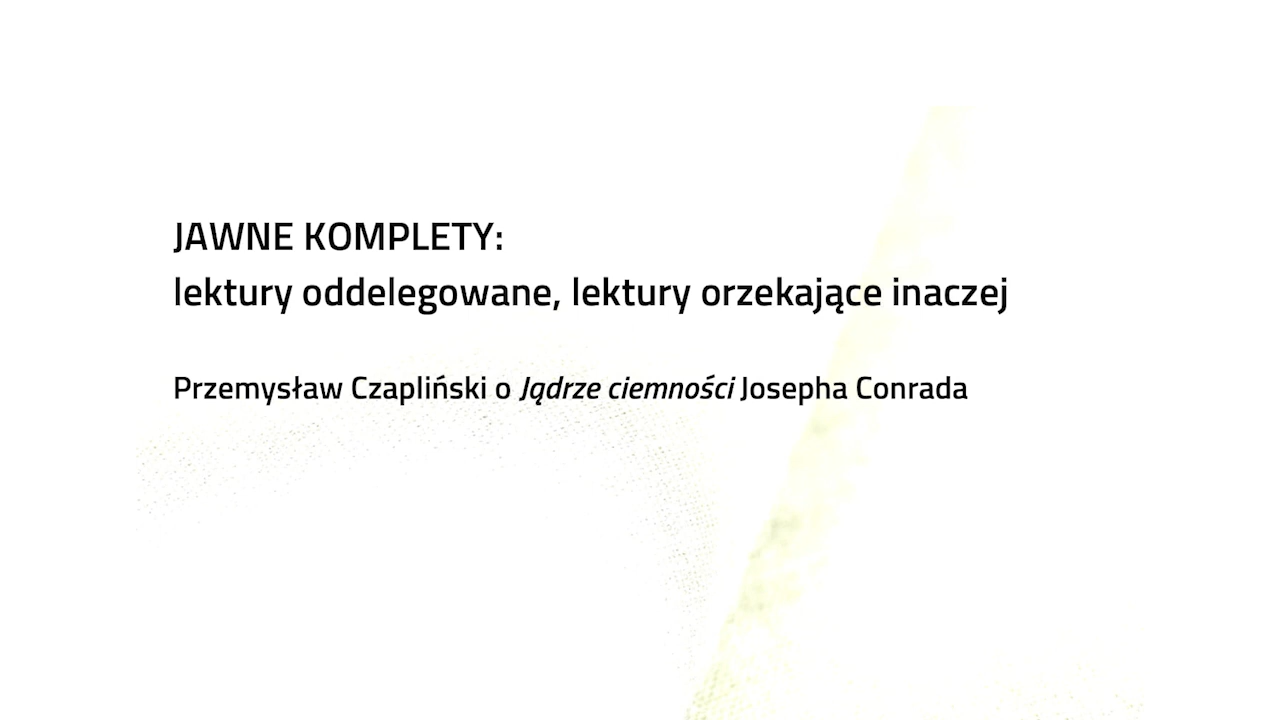 JAWNE KOMPLETY:
lektury oddelegowane, lektury orzekające inaczej
Przemysław Czapliński o Jądrze ciemności Josepha Conrada